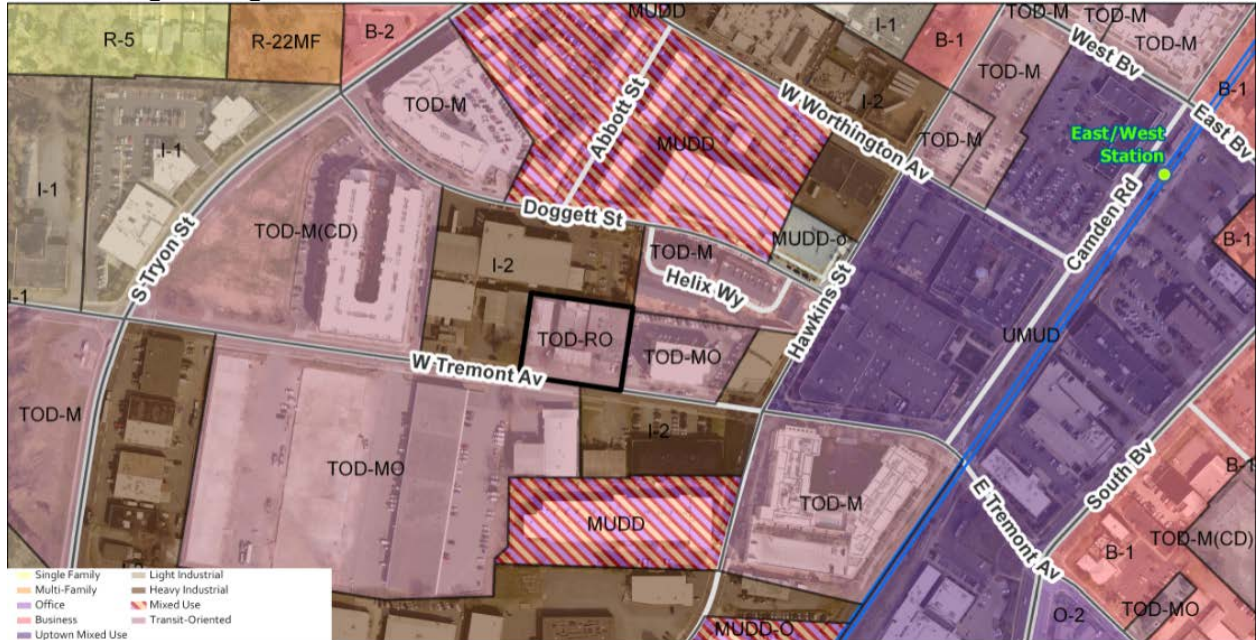 MUDD
TOD-M
TOD-M
TOD-M
R-5
R-22MF
B-2
I-1
B-1
West Bv
TOD-M
B-1
TOD-M
Abbott St
I-2
East Bv
MUDD
W Worthington Av
TOD-M
East/West
Station
I-1
I-1
Doggett St
TOD-M(CD)
MUDD-o
Camden Rd
B-1
S Tryon St
TOD-M
I-2
Helix Wy
Hawkins St
I-1
TOD-RO
TOD-MO
UMUD
W Tremont Av
TOD-M
I-2
South Bv
B-1
TOD-MO
TOD-M
E Tremont Av
MUDD
B-1
TOD-M(CD)
Single Family
Multi-Family
Office
Business
Uptown Mixed Use
Light Industrial
Heavy Industrial
Mixed Use
Transit-Oriented
MUDD-O
O-2
TOD-MO